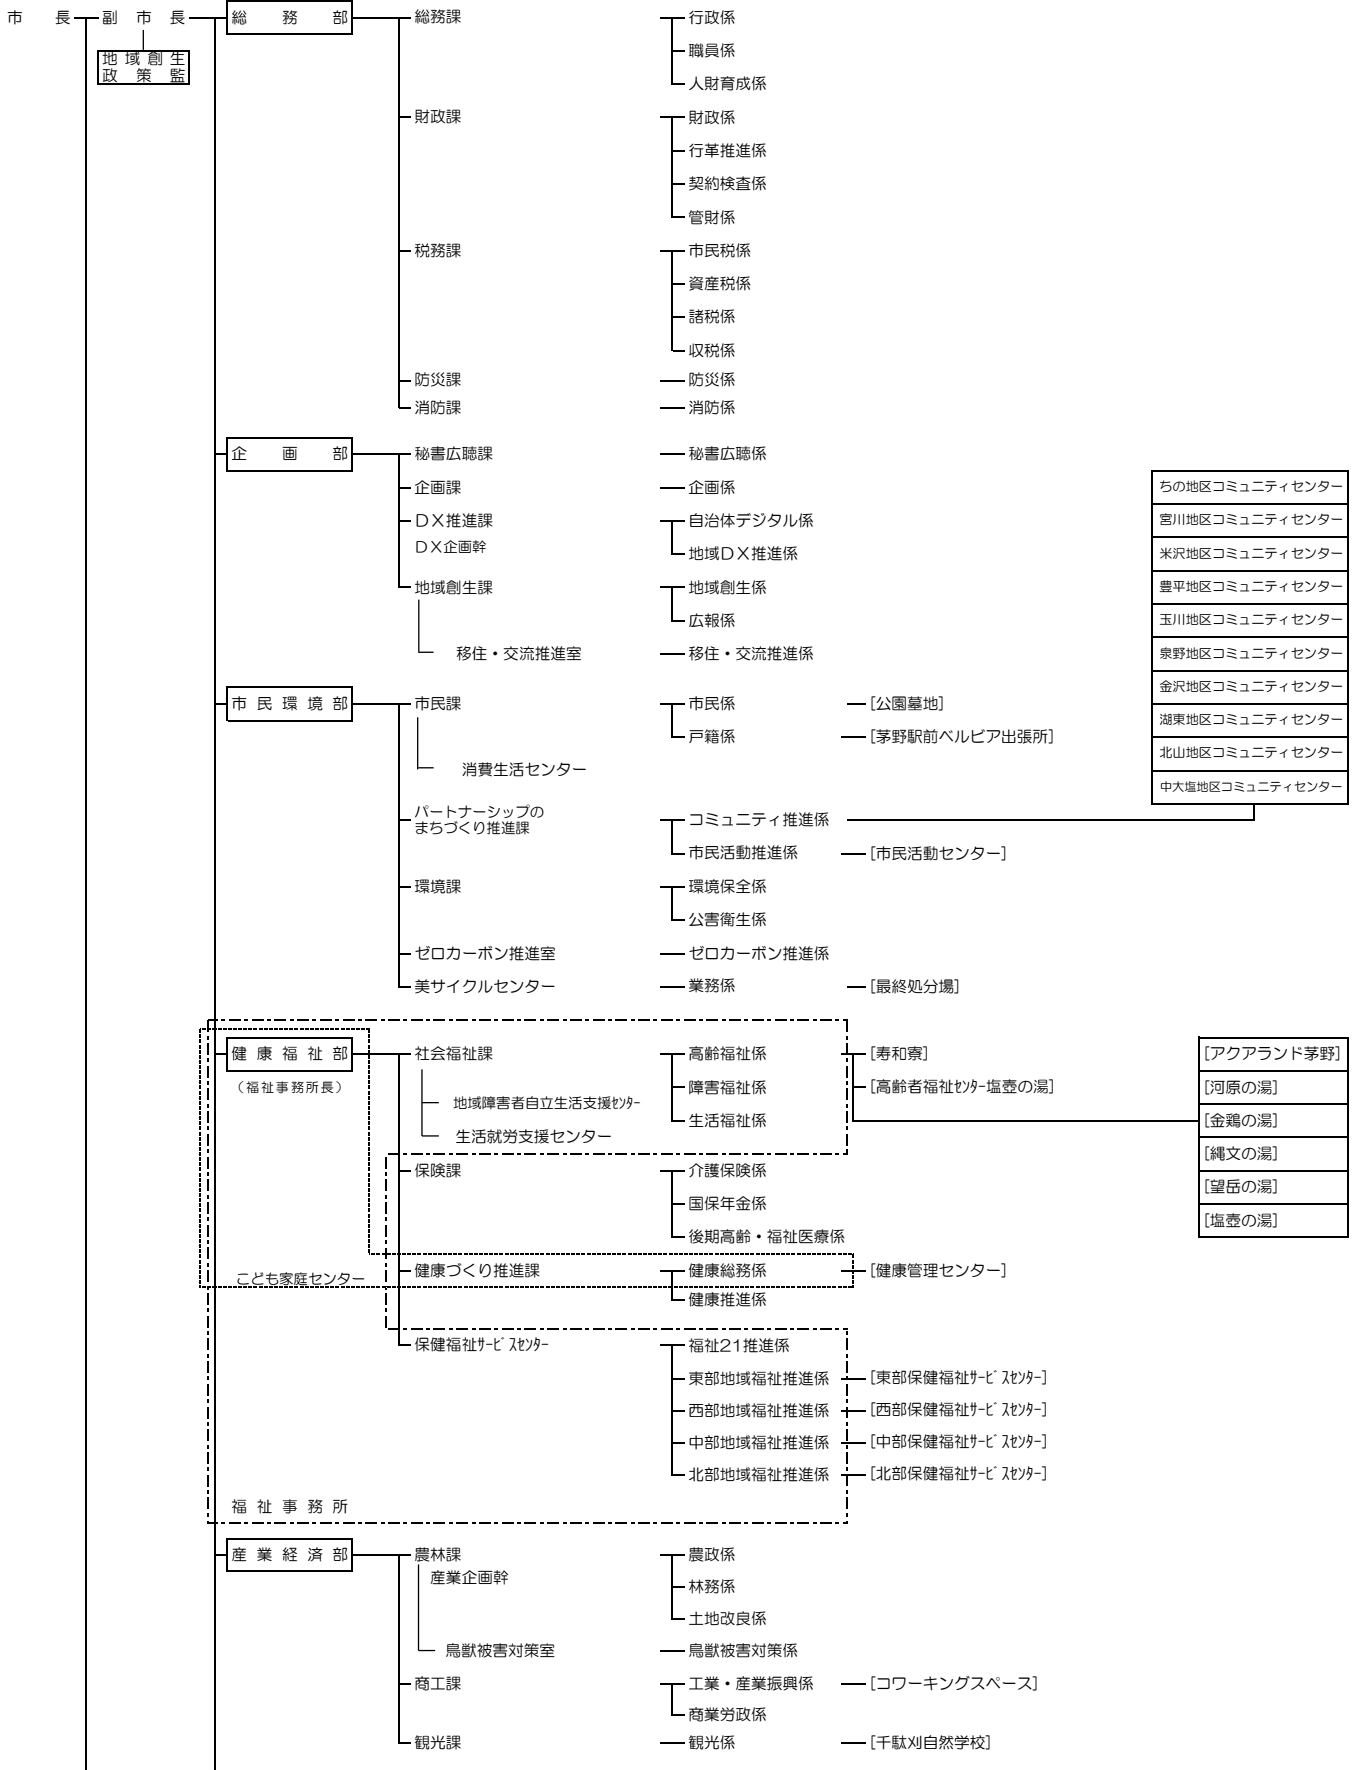 市長 副市長 総務部 総務課 行政係
地域創生
政策監
職員係
人財育成係
財政課 財政係
行革推進係
契約検査係
管財係
税務課 市民税係
資産税係
諸税係
収税係
防災課 防災係
消防課 消防係
企画部 秘書広聴課 秘書広聴係
企画課 企画係
DX推進課 自治体デジタル係
DX企画幹
地域DX推進係
地域創生課 地域創生係
広報係
移住・交流推進室 移住・交流推進係
ちの地区コミュニティセンター
宮川地区コミュニティセンター
米沢地区コミュニティセンター
豊平地区コミュニティセンター
玉川地区コミュニティセンター
泉野地区コミュニティセンター
金沢地区コミュニティセンター
湖東地区コミュニティセンター
北山地区コミュニティセンター
中大塩地区コミュニティセンター
市民環境部 市民課 市民係 [公園墓地]
戸籍係 [茅野駅前ベルビア出張所]
消費生活センター
パートナーシップの
まちづくり推進課
コミュニティ推進係
市民活動推進係 [市民活動センター]
環境課 環境保全係
公害衛生係
ゼロカーボン推進室 ゼロカーボン推進係
美サイクルセンター 業務係 [最終処分場]
健康福祉部 社会福祉課 高齢福祉係 [寿和寮]
(福祉事務所長)
障害福祉係 [高齢者福祉ｾﾝﾀｰ塩壺の湯]
地域障害者自立生活支援ｾﾝﾀｰ
生活福祉係
生活就労支援センター
[アクアランド茅野]
[河原の湯]
[金鶏の湯]
[縄文の湯]
[望岳の湯]
[塩壺の湯]
保険課 介護保険係
国保年金係
後期高齢・福祉医療係
こども家庭センター
健康づくり推進課 健康総務係 [健康管理センター]
健康推進係
保健福祉ｻｰﾋﾞｽｾﾝﾀｰ 福祉21推進係
東部地域福祉推進係 [東部保健福祉ｻｰﾋﾞｽｾﾝﾀｰ]
西部地域福祉推進係 [西部保健福祉ｻｰﾋﾞｽｾﾝﾀｰ]
中部地域福祉推進係 [中部保健福祉ｻｰﾋﾞｽｾﾝﾀｰ]
北部地域福祉推進係 [北部保健福祉ｻｰﾋﾞｽｾﾝﾀｰ]
福祉事務所
産業経済部 農林課 農政係
産業企画幹
林務係
土地改良係
鳥獣被害対策室 鳥獣被害対策係
商工課 工業・産業振興係 [コワーキングスペース]
商業労政係
観光課 観光係 [千駄刈自然学校]